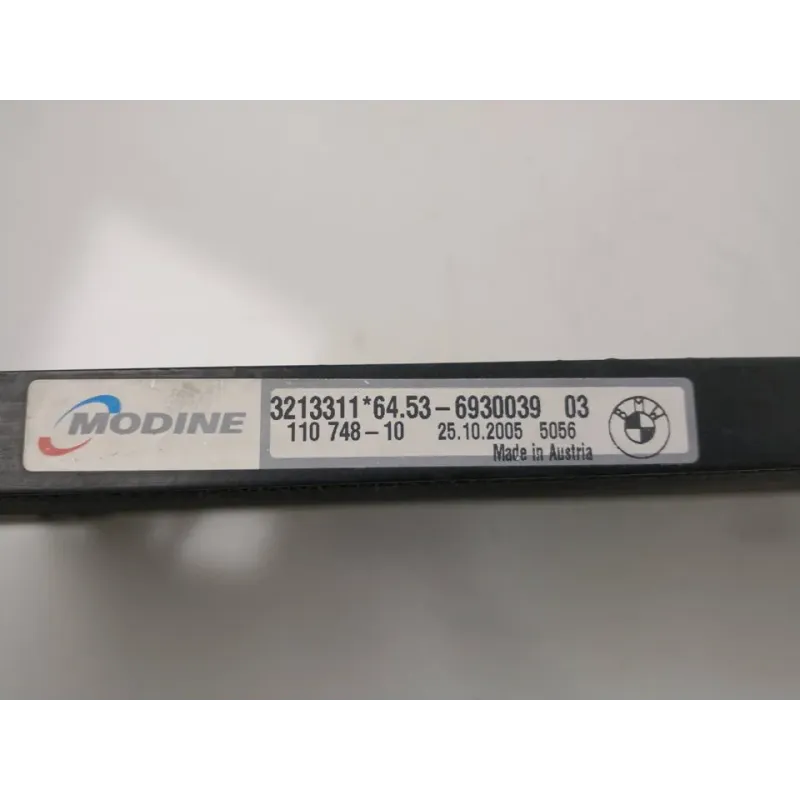 MODINE
3213311*64.53-6930039 03
110 748-10 25.10.2005 5056
Made in Austria
BMW